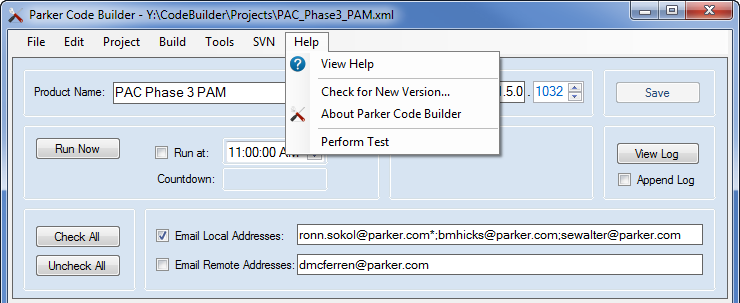 Parker Code Builder - Y:\CodeBuilder\Projects\PAC_Phase3_PAM.xml
File Edit Project Build Tools SVN Help
View Help
Check for New Version...
About Parker Code Builder
Perform Test
Product Name: PAC Phase 3 PAM .5.0 . 1032 Save
Run Now Run at: 11:00:00 AM View Log
Countdown: Append Log
Check All Email Local Addresses: ronn.sokol@parker.com*;bmhicks@parker.com;sewalter@parker.com
Uncheck All Email Remote Addresses: dmcferren@parker.com